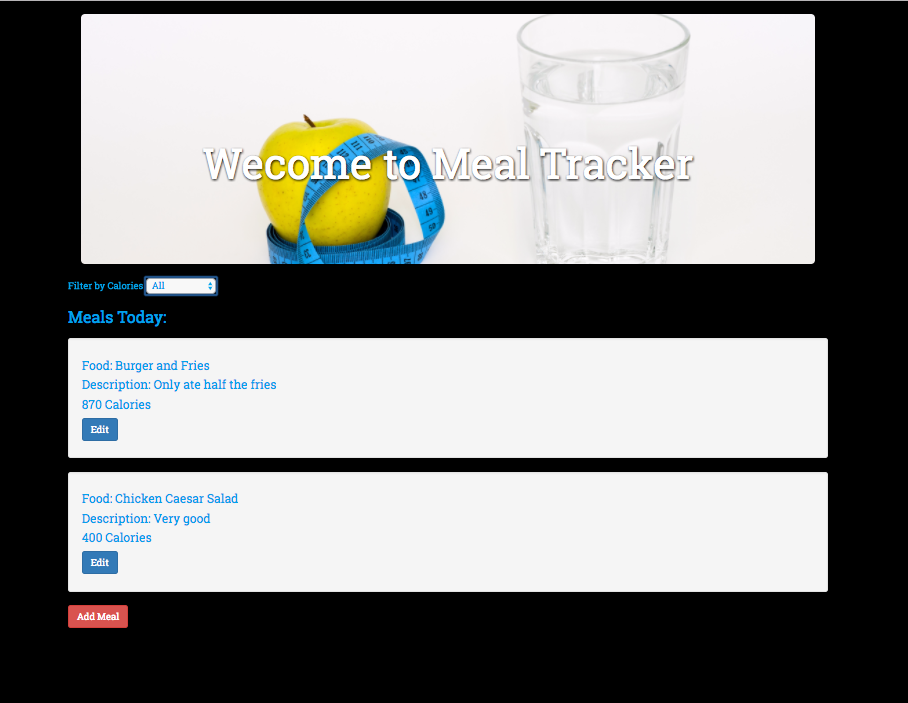 Wecome to Meal Tracker
Filter by Calories All
Meals Today:
Food: Burger and Fries
Description: Only ate half the fries
870 Calories
Edit
Food: Chicken Caesar Salad
Description: Very good
400 Calories
Edit
Add Meal